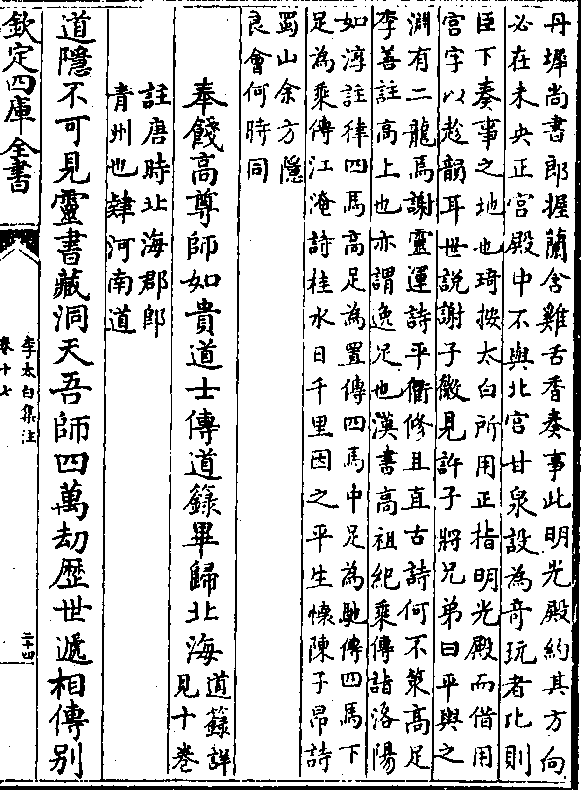 丹墀尚書郎握蘭含雞舌香奏事此明光殿約其方向
必在未央正宫殿中不與北宫甘泉設為奇玩者比則
臣下奏事之地也琦按太白所用正指明光殿而借用
宫字以趁韻耳世說謝子微見許子將兄弟曰平與之
淵有二龍焉謝靈運詩平衢修且直古詩何不策高足
李善註高上也亦謂逸足也漢書高祖紀乘傳詣洛陽
如淳註律四馬高足為置傳四馬中足為馳傳四馬下
足為乘傳江淹詩桂水日千里因之平生懷陳子昂詩
蜀山余方隱
良會何時同
奉餞高尊師如貴道士傳道籙畢歸北海
道籙詳
見十卷
註唐時北海郡郎
青州也肄河南道
道隱不可見靈書藏洞天吾師四萬劫歷世遞相傳别
欽定四庫全書
李太白集注
卷十七
二十四